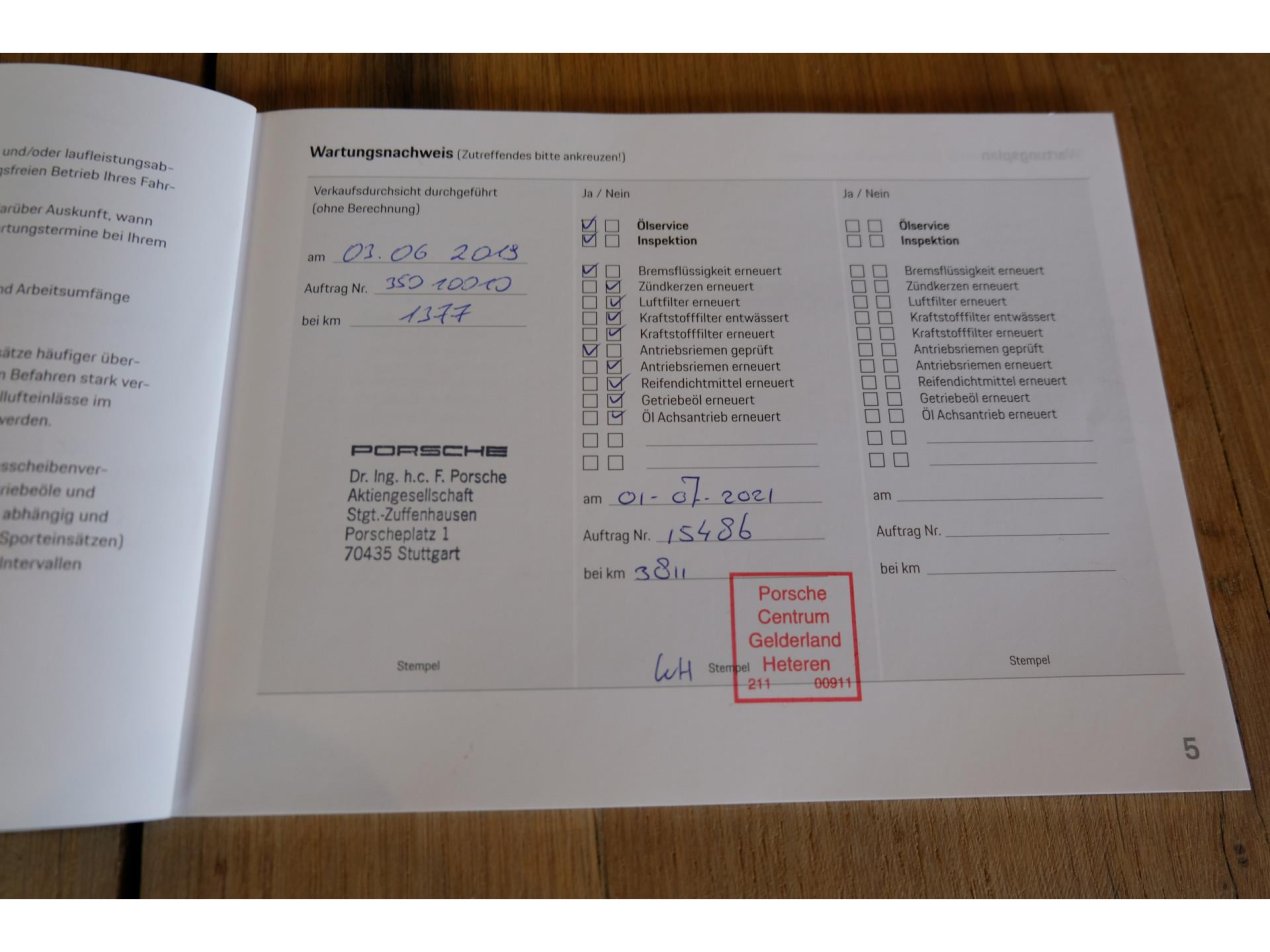 und/oder laufleistungsab-
gsfreien Betrieb Ihres Fahr-
arüber Auskunft, wann
rtungstermine bei Ihrem
nd Arbeitsumfänge
sätze häufiger über-
n Befahren stark ver-
llufteinlässe im
werden.
sscheibenver-
riebeöle und
abhängig und
Sporteinsätzen)
Intervallen
Wartungsnachweis (Zutreffendes bitte ankreuzen!)
Wartungsplan
Verkaufsdurchsicht durchgeführt
(ohne Berechnung)
am 03.06 2019
Auftrag Nr. 350 10010
bei km 1377
PORSCHE
Dr. Ing. h.c. F. Porsche
Aktiengesellschaft
Stgt.-Zuffenhausen
Porscheplatz 1
70435 Stuttgart
Stempel
Ja / Nein
Ölservice
Inspektion
Bremsflüssigkeit erneuert
Zündkerzen erneuert
Luftfilter erneuert
Kraftstofffilter entwässert
Kraftstofffilter erneuert
Antriebsriemen geprüft
Antriebsriemen erneuert
Reifendichtmittel erneuert
Getriebeöl erneuert
Öl Achsantrieb erneuert
am 01-07-2021
Auftrag Nr. 15486
bei km 3811
Porsche
Centrum
Gelderland
WH Stempel Heteren
211 00911
Ja / Nein
Ölservice
Inspektion
Bremsflüssigkeit erneuert
Zündkerzen erneuert
Luftfilter erneuert
Kraftstofffilter entwässert
Kraftstofffilter erneuert
Antriebsriemen geprüft
Antriebsriemen erneuert
Reifendichtmittel erneuert
Getriebeöl erneuert
Öl Achsantrieb erneuert
am
Auftrag Nr.
bei km
Stempel
5